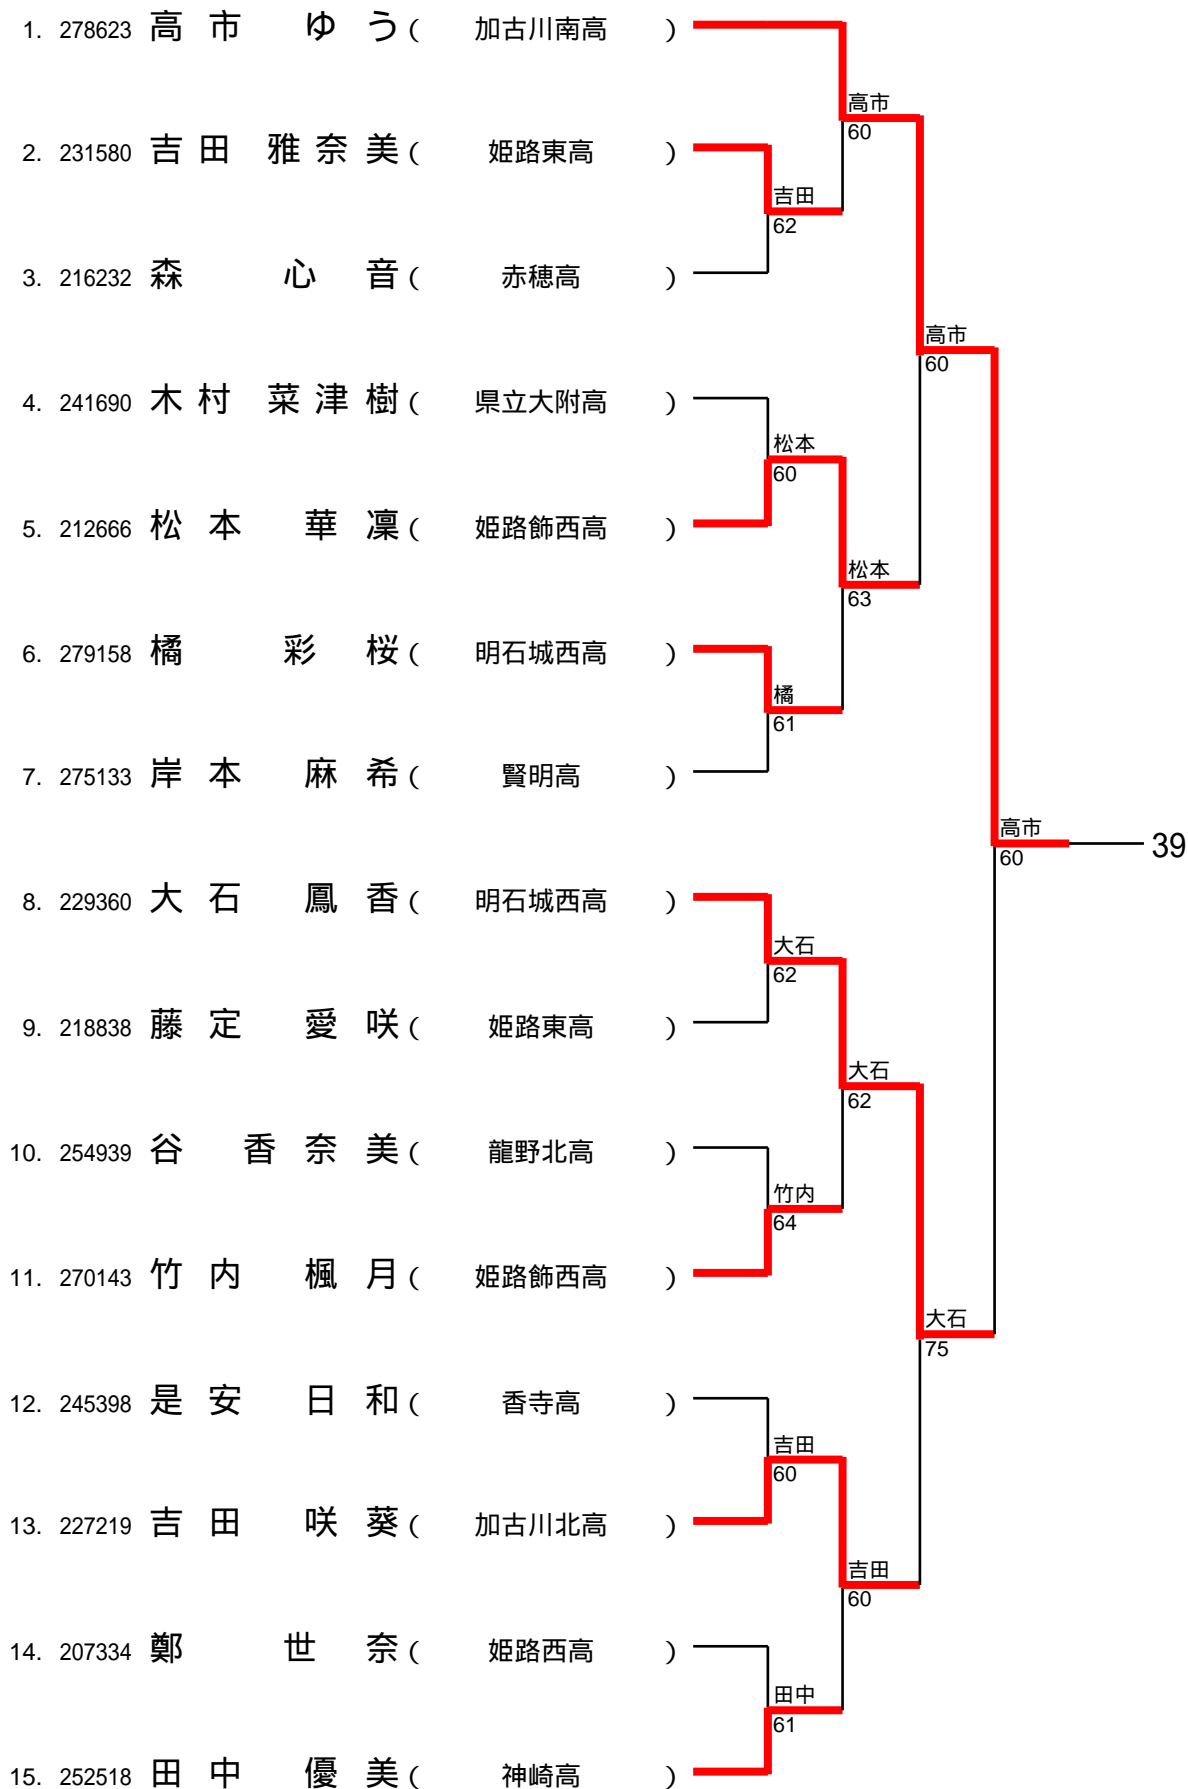 1. 278623 高市 ゆう ( 加古川南高 )
高市
60
2. 231580 吉田 雅奈美 ( 姫路東高 )
吉田
62
3. 216232 森 心音 ( 赤穂高 )
高市
60
4. 241690 木村 菜津樹 ( 県立大附高 )
松本
60
5. 212666 松本 華凜 ( 姫路飾西高 )
松本
63
6. 279158 橘 彩桜 ( 明石城西高 )
橘
61
7. 275133 岸本 麻希 ( 賢明高 )
高市
60
39
8. 229360 大石 鳳香 ( 明石城西高 )
大石
62
9. 218838 藤定 愛咲 ( 姫路東高 )
大石
62
10. 254939 谷 香奈美 ( 龍野北高 )
竹内
64
11. 270143 竹内 楓月 ( 姫路飾西高 )
大石
75
12. 245398 是安 日和 ( 香寺高 )
吉田
60
13. 227219 吉田 咲葵 ( 加古川北高 )
吉田
60
14. 207334 鄭 世奈 ( 姫路西高 )
田中
61
15. 252518 田中 優美 ( 神崎高 )